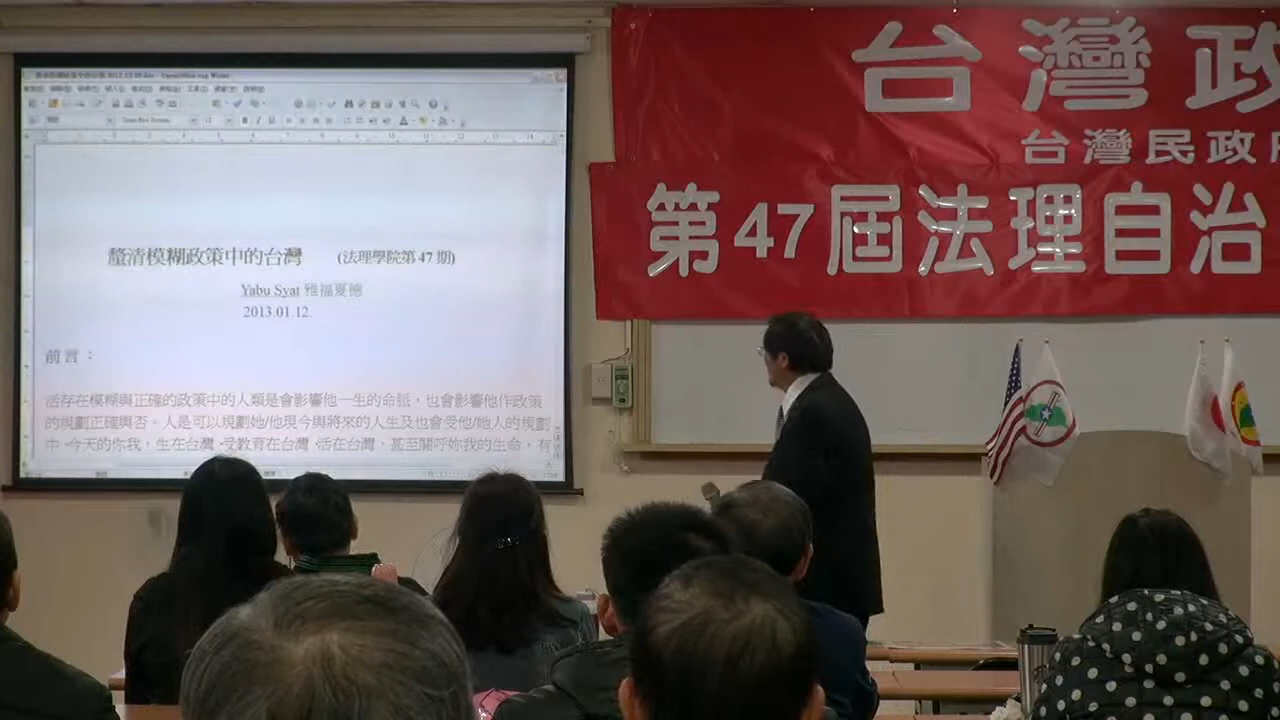 釐清模糊政策中的台灣 (法理學院第 47 期)
Yabu Syat 雅福夏德
2013.01.12.
前言：
活存在模糊與正確的政策中的人類是會影響他一生的命脈，也會影響他作政策
的規劃正確與否。人是可以規劃她/他現今與將來的人生及也會受他/她人的規劃
中，今天的你我，生在台灣，受教育在台灣，活在台灣，甚至關呼妳我的生命，有
台灣政
台灣民政府
第47屆法理自治